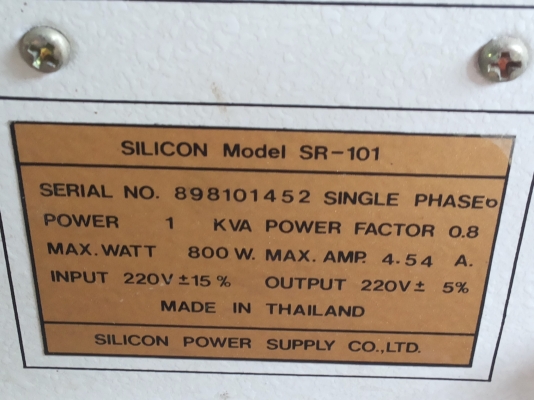 SILICON Model SR-101
SERIAL NO. 898101452 SINGLE PHASE
POWER 1 KVA POWER FACTOR 0.8
MAX. WATT 800 W. MAX. AMP. 4.54 A.
INPUT 220V ±15 % OUTPUT 220V ± 5%
MADE IN THAILAND
SILICON POWER SUPPLY CO.,LTD.